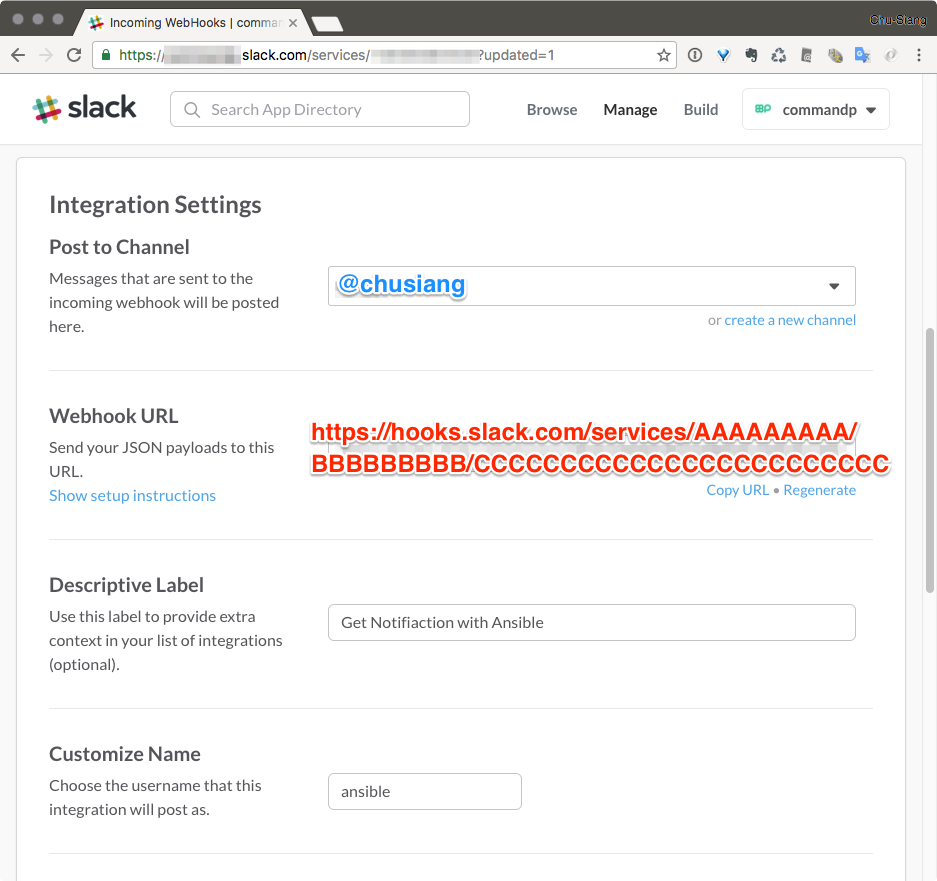 Incoming WebHooks | comman
Chu-Siang
https://
slack.com/services/
?updated=1
slack
Search App Directory
Browse
Manage
Build
commandp
Integration Settings
Post to Channel
Messages that are sent to the
incoming webhook will be posted
here.
@chusiang
or create a new channel
Webhook URL
Send your JSON payloads to this
URL.
Show setup instructions
https://hooks.slack.com/services/AAAAAAAAA/
BBBBBBBBB/CCCCCCCCCCCCCCCCCCCCCCCC
Copy URL • Regenerate
Descriptive Label
Use this label to provide extra
context in your list of integrations
(optional).
Get Notifiaction with Ansible
Customize Name
Choose the username that this
integration will post as.
ansible